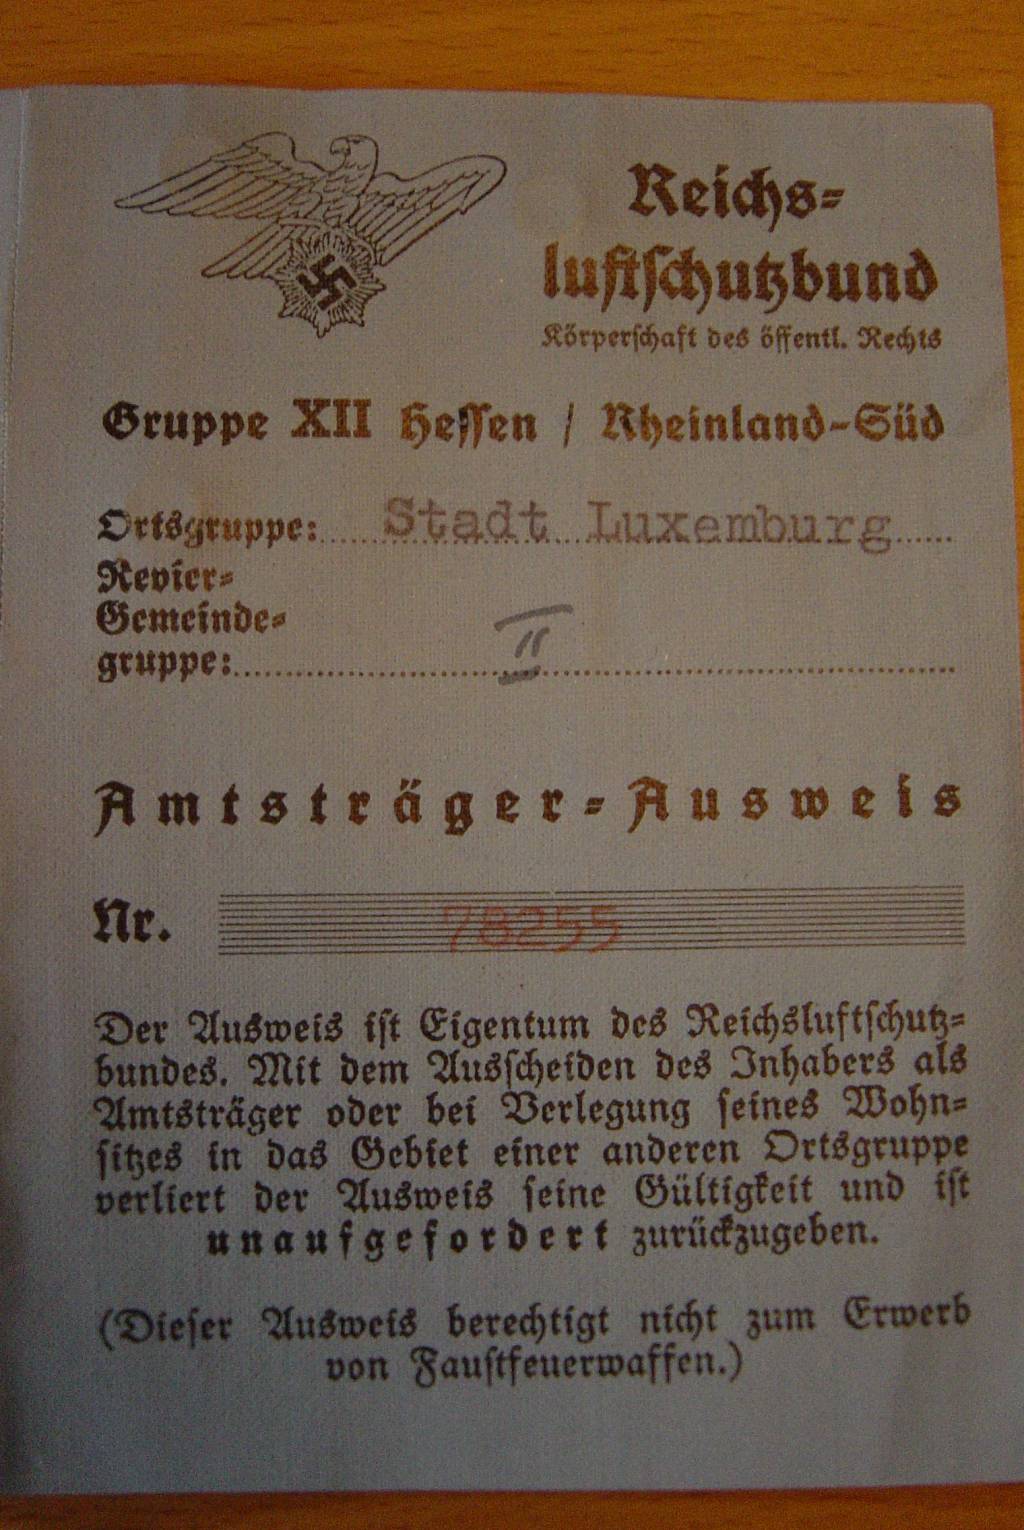 Reichs-
luftschutzbund
Körperschaft des öffentl. Rechts
Gruppe XII Hessen / Rheinland-Süd
Ortsgruppe: Stadt Luxemburg
Revier-
Gemeinde-
gruppe: II
Amtsträger-Ausweis
Nr. 78255
Der Ausweis ist Eigentum des Reichsluftschutz-
bundes. Mit dem Ausscheiden des Inhabers als
Amtsträger oder bei Verlegung seines Wohn-
sitzes in das Gebiet einer anderen Ortsgruppe
verliert der Ausweis seine Gültigkeit und ist
unaufgefordert zurückzugeben.
(Dieser Ausweis berechtigt nicht zum Erwerb
von Faustfeuerwaffen.)